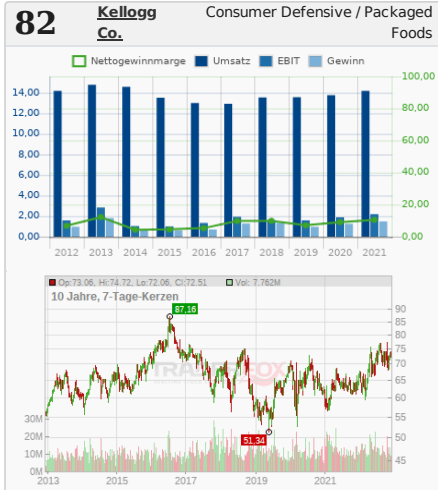 82
Kellogg
Co.
Consumer Defensive / Packaged
Foods
Nettogewinnmarge Umsatz EBIT Gewinn
100,00
14,00
12,00 80,00
10,00
8,00 60,00
6,00 40,00
4,00
2,00 20,00
0,00 0,00
2012 2013 2014 2015 2016 2017 2018 2019 2020 2021
Op:73.06, Hi:74.72, Lo:72.06, Cl:72.51 Vol: 7.762M
10 Jahre, 7-Tage-Kerzen
87,16
90
85
80
75
70
65
60
55
50
45
51,34
30M
20M
10M
0M
2013 2015 2017 2019 2021